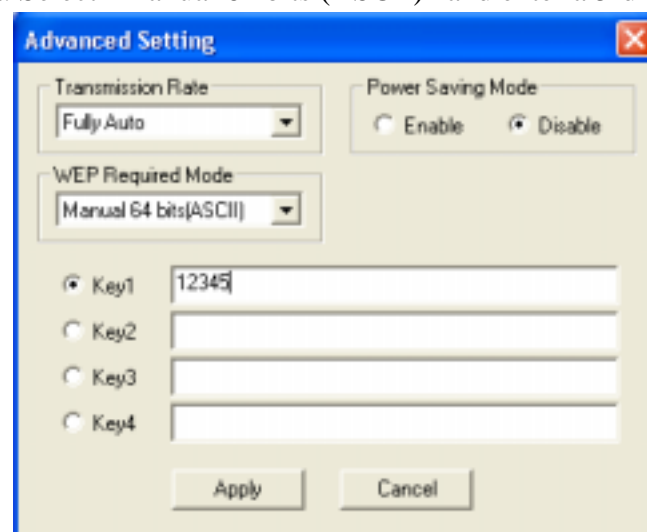 Advanced Setting
Transmission Rate
Fully Auto
Power Saving Mode
Enable
Disable
WEP Required Mode
Manual 64 bits(ASCII)
Key1
12345
Key2
Key3
Key4
Apply
Cancel